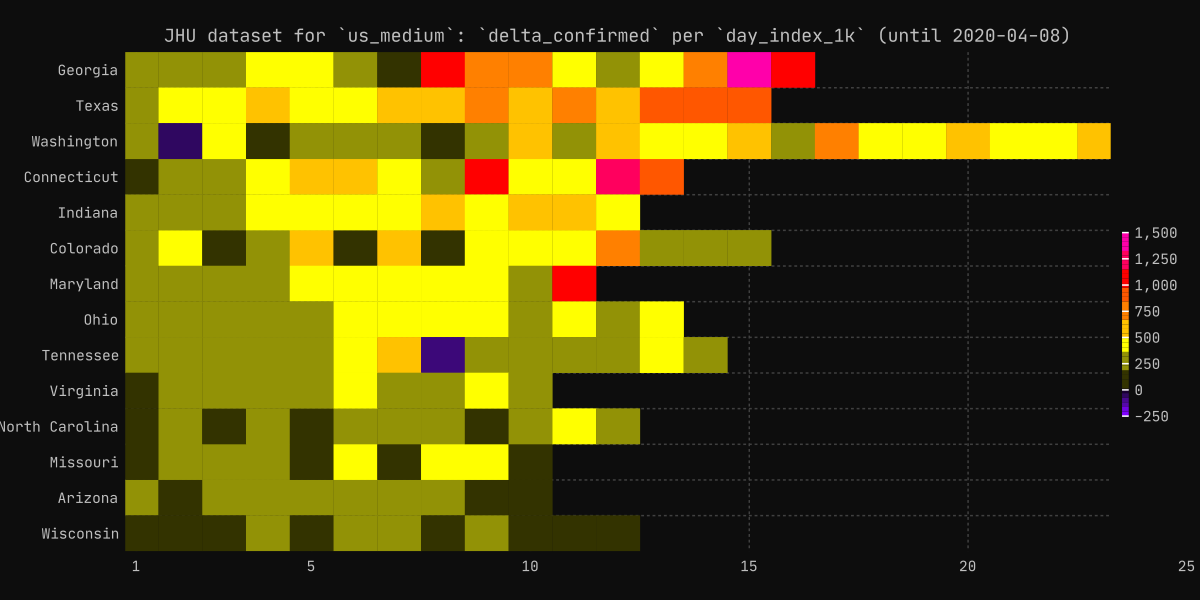 JHU dataset for `us_medium`: `delta_confirmed` per `day_index_1k` (until 2020-04-08)
Georgia
Texas
Washington
Connecticut
Indiana
Colorado
Maryland
Ohio
Tennessee
Virginia
North Carolina
Missouri
Arizona
Wisconsin
1,500
1,250
1,000
750
500
250
0
-250
1 5 10 15 20 25